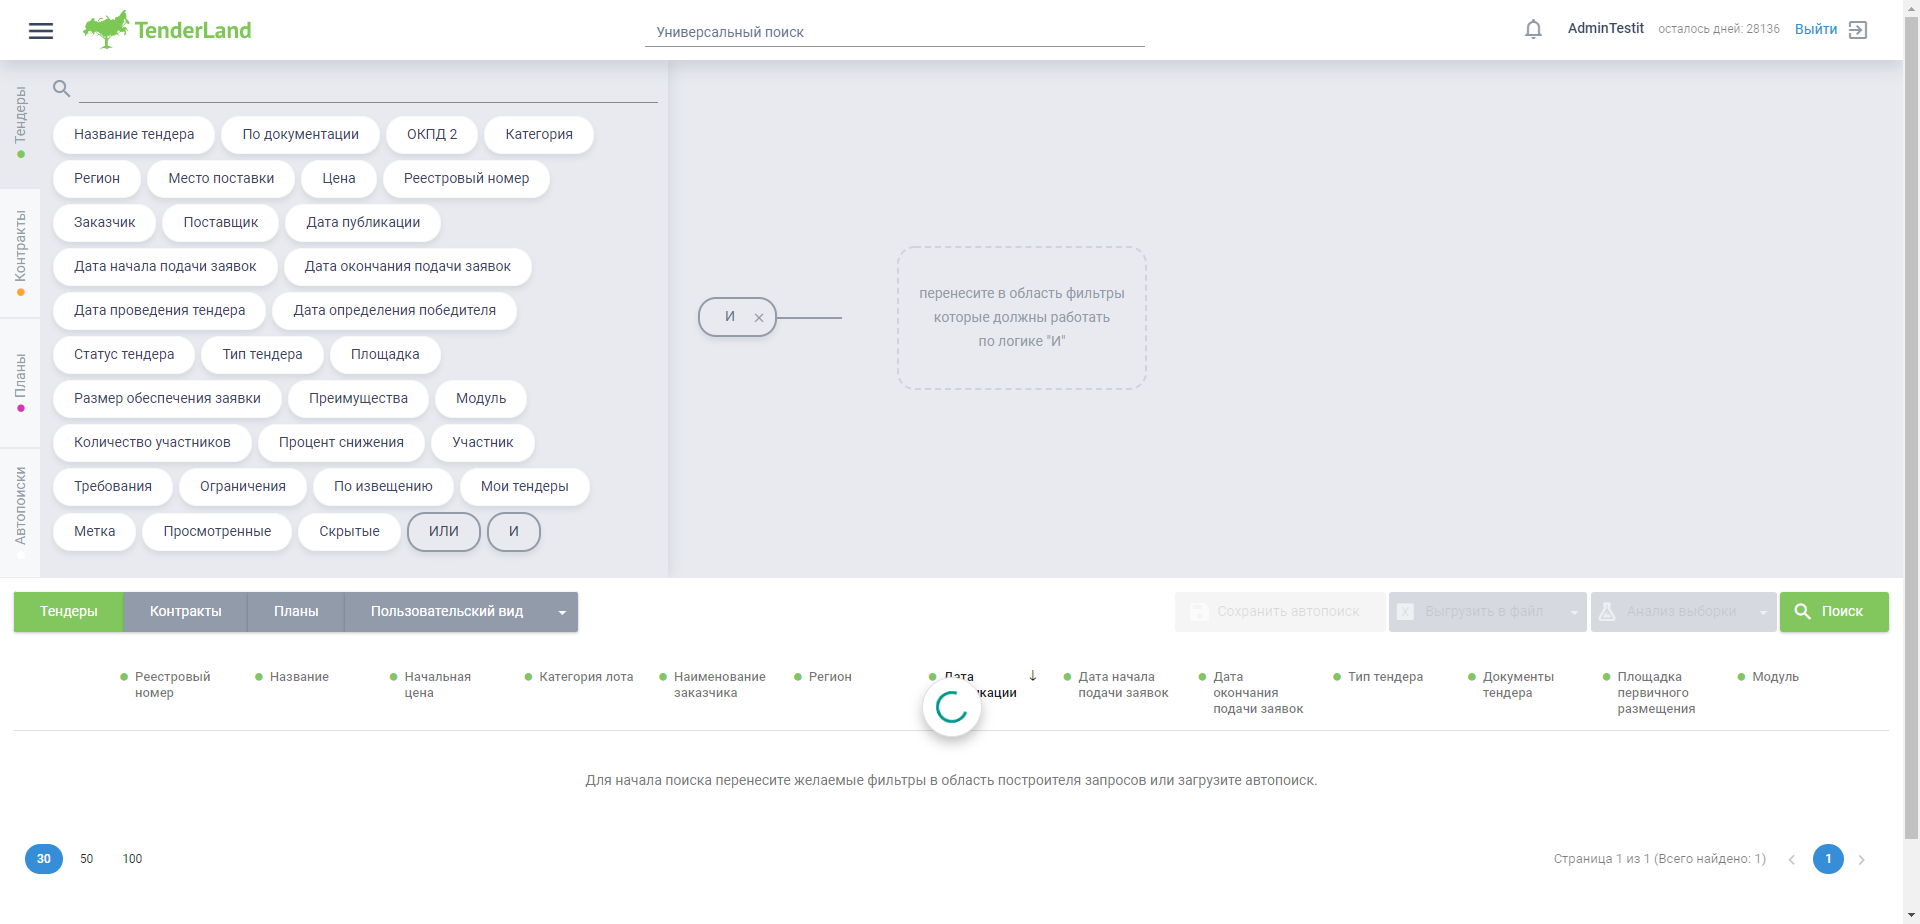 TenderLand
Универсальный поиск
AdminTestit
осталось дней: 28136
Выйти
Тендеры
Контракты
Планы
Автопоиски
Название тендера
По документации
ОКПД 2
Категория
Регион
Место поставки
Цена
Реестровый номер
Заказчик
Поставщик
Дата публикации
Дата начала подачи заявок
Дата окончания подачи заявок
Дата проведения тендера
Дата определения победителя
Статус тендера
Тип тендера
Площадка
Размер обеспечения заявки
Преимущества
Модуль
Количество участников
Процент снижения
Участник
Требования
Ограничения
По извещению
Мои тендеры
Метка
Просмотренные
Скрытые
ИЛИ
И
И
перенесите в область фильтры
которые должны работать
по логике "И"
Тендеры
Контракты
Планы
Пользовательский вид
Сохранить автопоиск
Выгрузить в файл
Анализ выборки
Поиск
Реестровый
номер
Название
Начальная
цена
Категория лота
Наименование
заказчика
Регион
Дата
икации
Дата начала
подачи заявок
Дата
окончания
подачи заявок
Тип тендера
Документы
тендера
Площадка
первичного
размещения
Модуль
Для начала поиска перенесите желаемые фильтры в область построителя запросов или загрузите автопоиск.
30
50
100
Страница 1 из 1 (Всего найдено: 1)
1